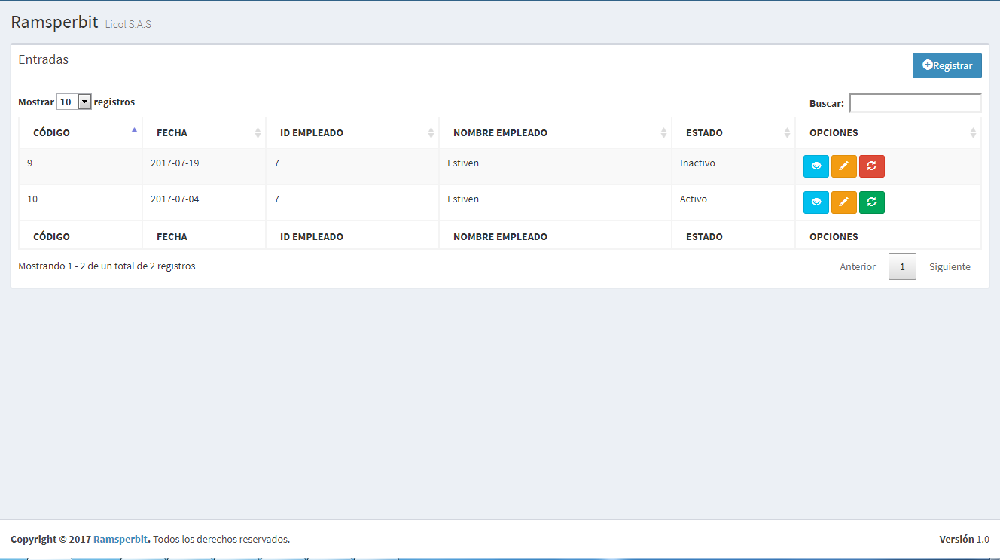 Ramsperbit Licol S.A.S
Entradas
Registrar
Mostrar 10 registros
Buscar:
CÓDIGO FECHA ID EMPLEADO NOMBRE EMPLEADO ESTADO OPCIONES
9 2017-07-19 7 Estiven Inactivo
10 2017-07-04 7 Estiven Activo
CÓDIGO FECHA ID EMPLEADO NOMBRE EMPLEADO ESTADO OPCIONES
Mostrando 1 - 2 de un total de 2 registros
Anterior 1 Siguiente
Copyright © 2017 Ramsperbit. Todos los derechos reservados.
Versión 1.0